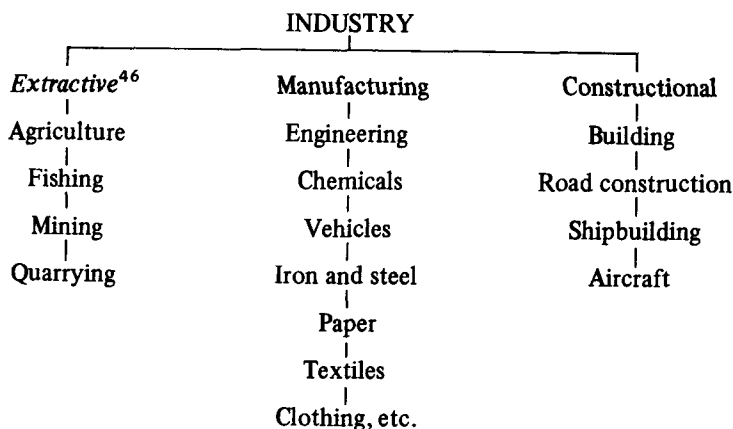 INDUSTRY
Extractive46 Manufacturing Constructional
Agriculture Engineering Building
Fishing Chemicals Road construction
Mining Vehicles Shipbuilding
Quarrying Iron and steel Aircraft
Paper
Textiles
Clothing, etc.